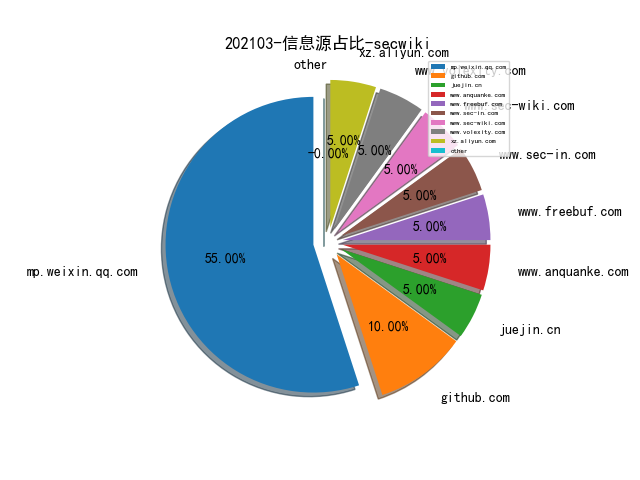 202103-信息源占比-secwiki
xz.aliyun.com
other
www.volexity.com
www.sec-wiki.com
www.sec-in.com
www.freebuf.com
www.anquanke.com
juejin.cn
github.com
mp.weixin.qq.com
5.00%
-0.00%
5.00%
5.00%
5.00%
5.00%
5.00%
5.00%
10.00%
55.00%
mp.weixin.qq.com
github.com
juejin.cn
www.anquanke.com
www.freebuf.com
www.sec-in.com
www.sec-wiki.com
www.volexity.com
xz.aliyun.com
other